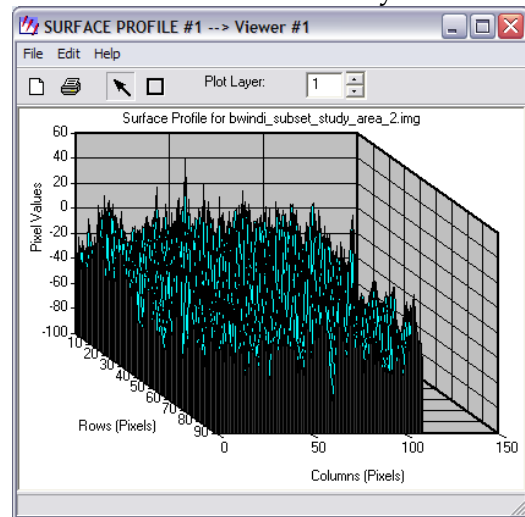 SURFACE PROFILE #1 --> Viewer #1
File Edit Help
Plot Layer: 1
Surface Profile for bwindi_subset_study_area_2.img
60
40
20
0
-20
-40
-60
-80
-100
Pixel Values
10
20
30
40
50
60
70
80
90
Rows (Pixels)
0 50 100 150
Columns (Pixels)